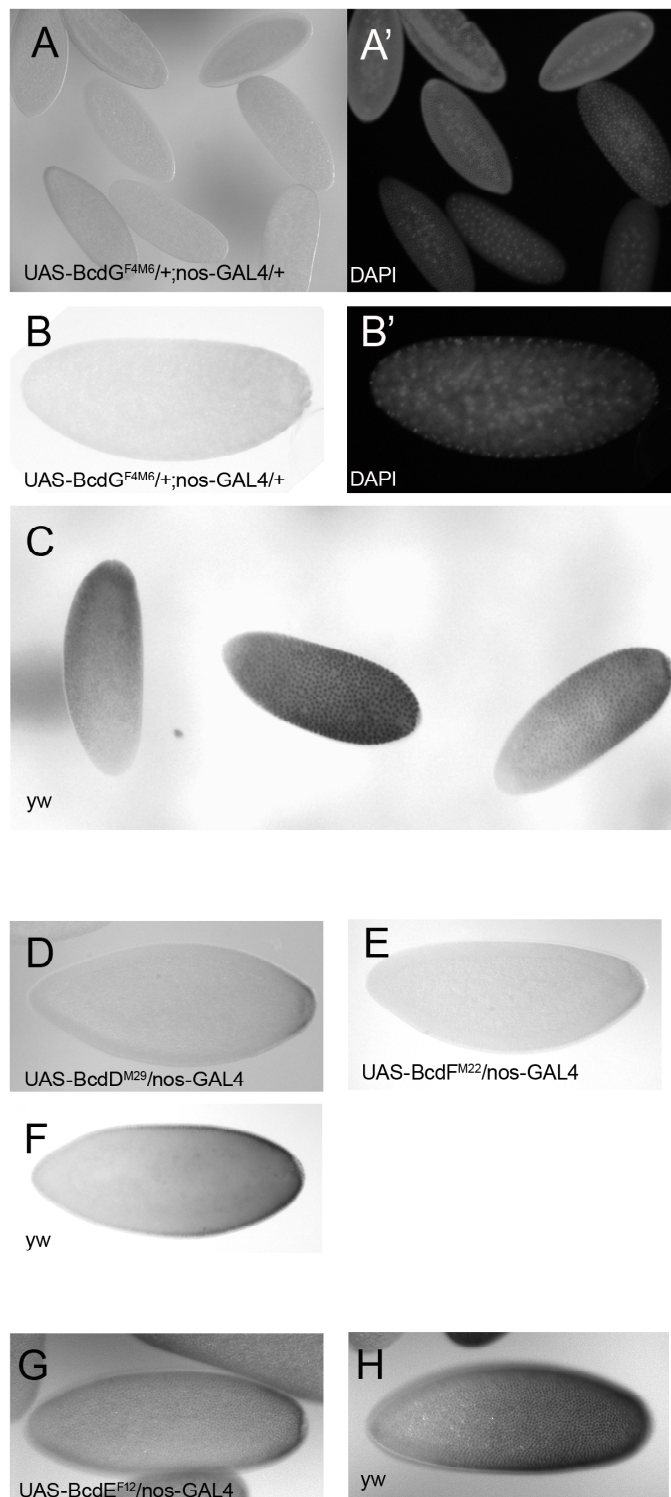 A
UAS-BcdG^F4M6/+;nos-GAL4/+
A'
DAPI
B
UAS-BcdG^F4M6/+;nos-GAL4/+
B'
DAPI
C
yw
D
UAS-BcdD^M29/nos-GAL4
E
UAS-BcdF^M22/nos-GAL4
F
yw
G
UAS-BcdE^F12/nos-GAL4
H
yw